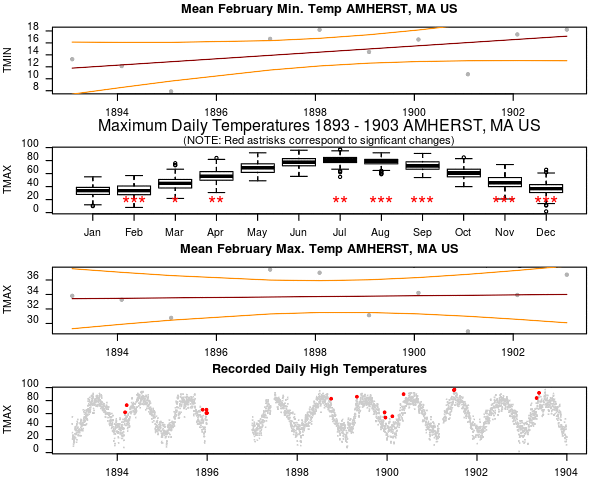 Mean February Min. Temp AMHERST, MA US
TMIN
18
16
14
12
10
8
1894 1896 1898 1900 1902
Maximum Daily Temperatures 1893 - 1903 AMHERST, MA US
(NOTE: Red astrisks correspond to signficant changes)
TMAX
100
80
60
40
20
0
*** * ** ** *** *** *** ***
Jan Feb Mar Apr May Jun Jul Aug Sep Oct Nov Dec
Mean February Max. Temp AMHERST, MA US
TMAX
36
34
32
30
1894 1896 1898 1900 1902
Recorded Daily High Temperatures
TMAX
100
80
60
40
20
0
1894 1896 1898 1900 1902 1904